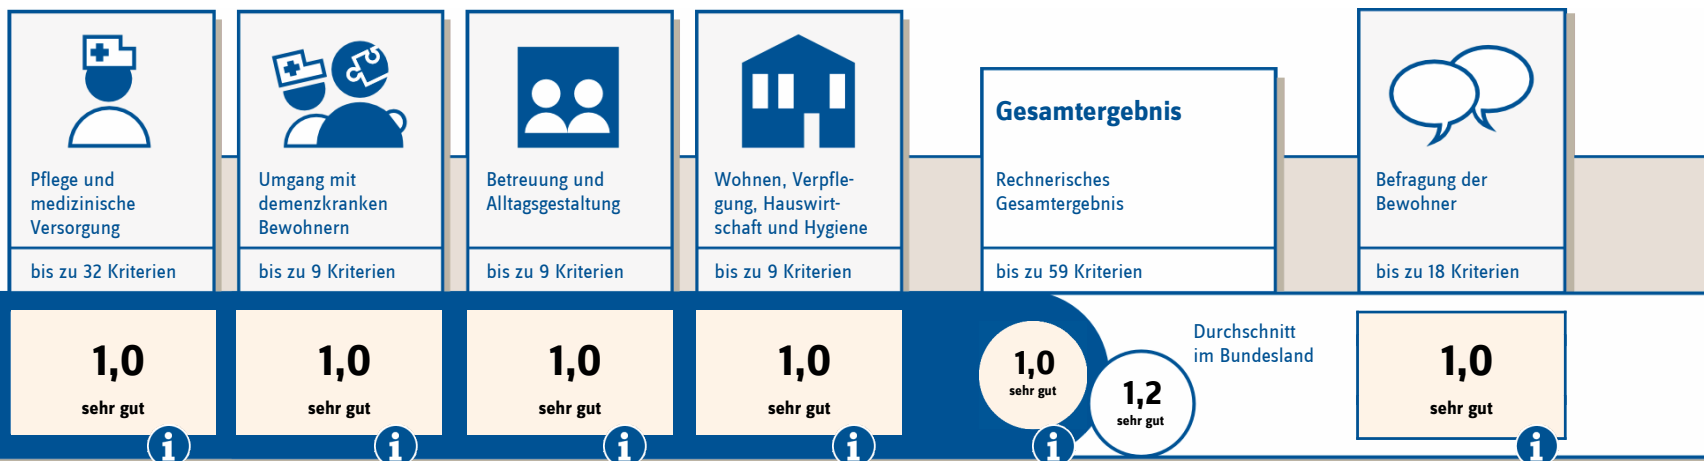 Pflege und
medizinische
Versorgung
bis zu 32 Kriterien
1,0
sehr gut
i
Umgang mit
demenzkranken
Bewohnern
bis zu 9 Kriterien
1,0
sehr gut
i
Betreuung und
Alltagsgestaltung
bis zu 9 Kriterien
1,0
sehr gut
i
Wohnen, Verpfle-
gung, Hauswirt-
schaft und Hygiene
bis zu 9 Kriterien
1,0
sehr gut
i
Gesamtergebnis
Rechnerisches
Gesamtergebnis
bis zu 59 Kriterien
1,0
sehr gut
i
1,2
sehr gut
Durchschnitt
im Bundesland
Befragung der
Bewohner
bis zu 18 Kriterien
1,0
sehr gut
i